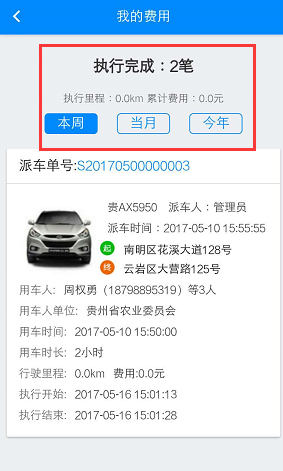 我的费用
执行完成：2笔
执行里程：0.0km 累计费用：0.0元
本周 当月 今年
派车单号:S20170500000003
贵AX5950 派车人：管理员
派车时间：2017-05-10 15:55:55
起 南明区花溪大道128号
终 云岩区大营路125号
用车人: 周权勇（18798895319）等3人
用车人单位: 贵州省农业委员会
用车时间: 2017-05-10 15:50:00
用车时长: 2小时
行驶里程: 0.0km 费用:0.0元
执行开始: 2017-05-16 15:01:13
执行结束: 2017-05-16 15:01:28